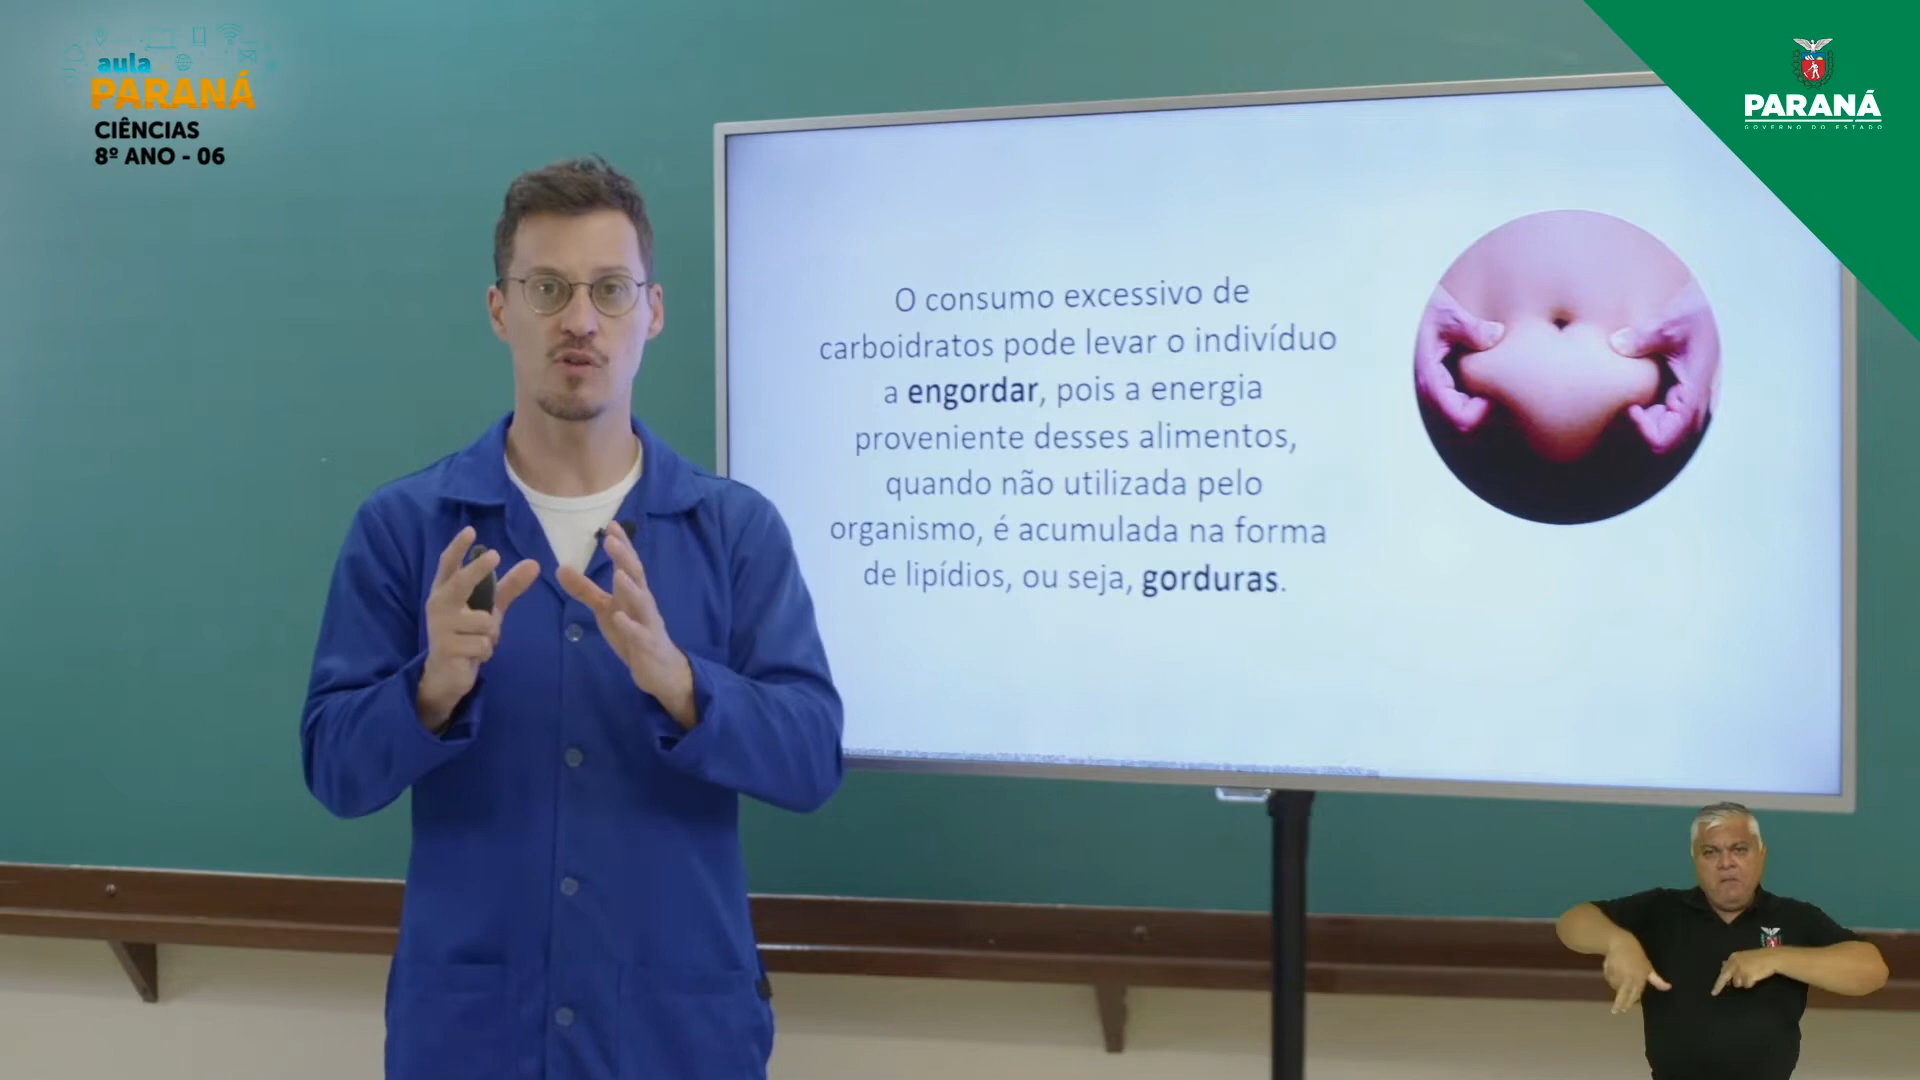 aula
PARANÁ
CIÊNCIAS
8º ANO - 06
PARANÁ
GOVERNO DO ESTADO
O consumo excessivo de
carboidratos pode levar o indivíduo
a engordar, pois a energia
proveniente desses alimentos,
quando não utilizada pelo
organismo, é acumulada na forma
de lipídios, ou seja, gorduras.